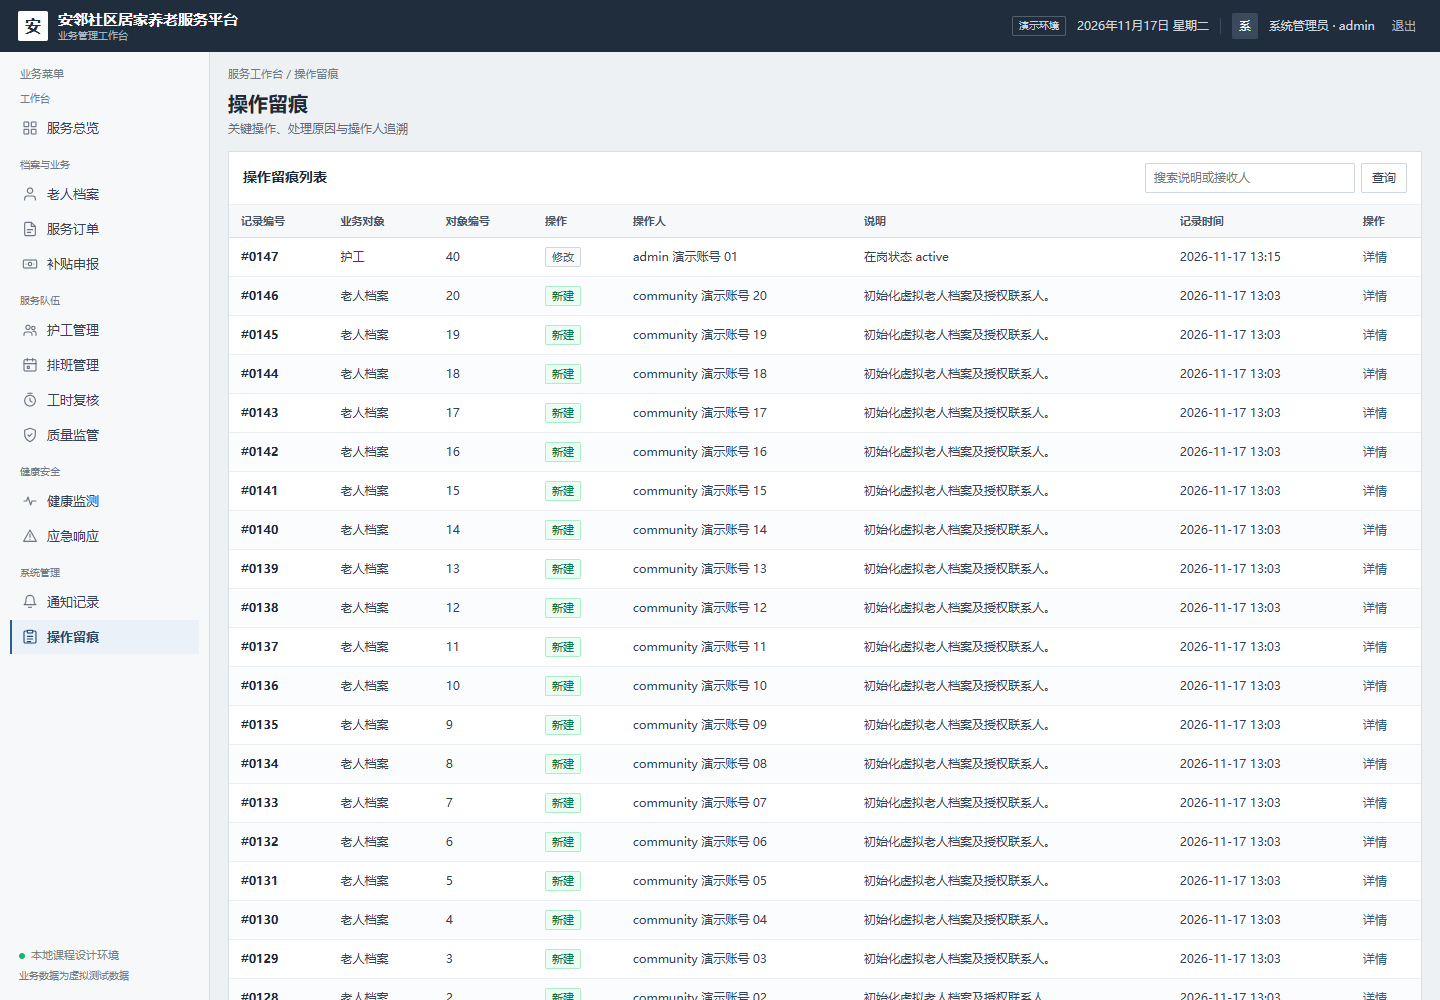 安
安邻社区居家养老服务平台
业务管理工作台
演示环境 2026年11月17日 星期二 系 系统管理员 · admin 退出
业务菜单
工作台
服务总览
档案与业务
老人档案
服务订单
补贴申报
服务队伍
护工管理
排班管理
工时复核
质量监管
健康安全
健康监测
应急响应
系统管理
通知记录
操作留痕
本地课程设计环境
业务数据为虚拟测试数据
服务工作台 / 操作留痕
操作留痕
关键操作、处理原因与操作人追溯
操作留痕列表 搜索说明或接收人 查询
记录编号 业务对象 对象编号 操作 操作人 说明 记录时间 操作
#0147 护工 40 修改 admin 演示账号 01 在岗状态 active 2026-11-17 13:15 详情
#0146 老人档案 20 新建 community 演示账号 20 初始化虚拟老人档案及授权联系人。 2026-11-17 13:03 详情
#0145 老人档案 19 新建 community 演示账号 19 初始化虚拟老人档案及授权联系人。 2026-11-17 13:03 详情
#0144 老人档案 18 新建 community 演示账号 18 初始化虚拟老人档案及授权联系人。 2026-11-17 13:03 详情
#0143 老人档案 17 新建 community 演示账号 17 初始化虚拟老人档案及授权联系人。 2026-11-17 13:03 详情
#0142 老人档案 16 新建 community 演示账号 16 初始化虚拟老人档案及授权联系人。 2026-11-17 13:03 详情
#0141 老人档案 15 新建 community 演示账号 15 初始化虚拟老人档案及授权联系人。 2026-11-17 13:03 详情
#0140 老人档案 14 新建 community 演示账号 14 初始化虚拟老人档案及授权联系人。 2026-11-17 13:03 详情
#0139 老人档案 13 新建 community 演示账号 13 初始化虚拟老人档案及授权联系人。 2026-11-17 13:03 详情
#0138 老人档案 12 新建 community 演示账号 12 初始化虚拟老人档案及授权联系人。 2026-11-17 13:03 详情
#0137 老人档案 11 新建 community 演示账号 11 初始化虚拟老人档案及授权联系人。 2026-11-17 13:03 详情
#0136 老人档案 10 新建 community 演示账号 10 初始化虚拟老人档案及授权联系人。 2026-11-17 13:03 详情
#0135 老人档案 9 新建 community 演示账号 09 初始化虚拟老人档案及授权联系人。 2026-11-17 13:03 详情
#0134 老人档案 8 新建 community 演示账号 08 初始化虚拟老人档案及授权联系人。 2026-11-17 13:03 详情
#0133 老人档案 7 新建 community 演示账号 07 初始化虚拟老人档案及授权联系人。 2026-11-17 13:03 详情
#0132 老人档案 6 新建 community 演示账号 06 初始化虚拟老人档案及授权联系人。 2026-11-17 13:03 详情
#0131 老人档案 5 新建 community 演示账号 05 初始化虚拟老人档案及授权联系人。 2026-11-17 13:03 详情
#0130 老人档案 4 新建 community 演示账号 04 初始化虚拟老人档案及授权联系人。 2026-11-17 13:03 详情
#0129 老人档案 3 新建 community 演示账号 03 初始化虚拟老人档案及授权联系人。 2026-11-17 13:03 详情
#0128 老人档案 2 新建 community 演示账号 02 初始化虚拟老人档案及授权联系人。 2026-11-17 13:03 详情